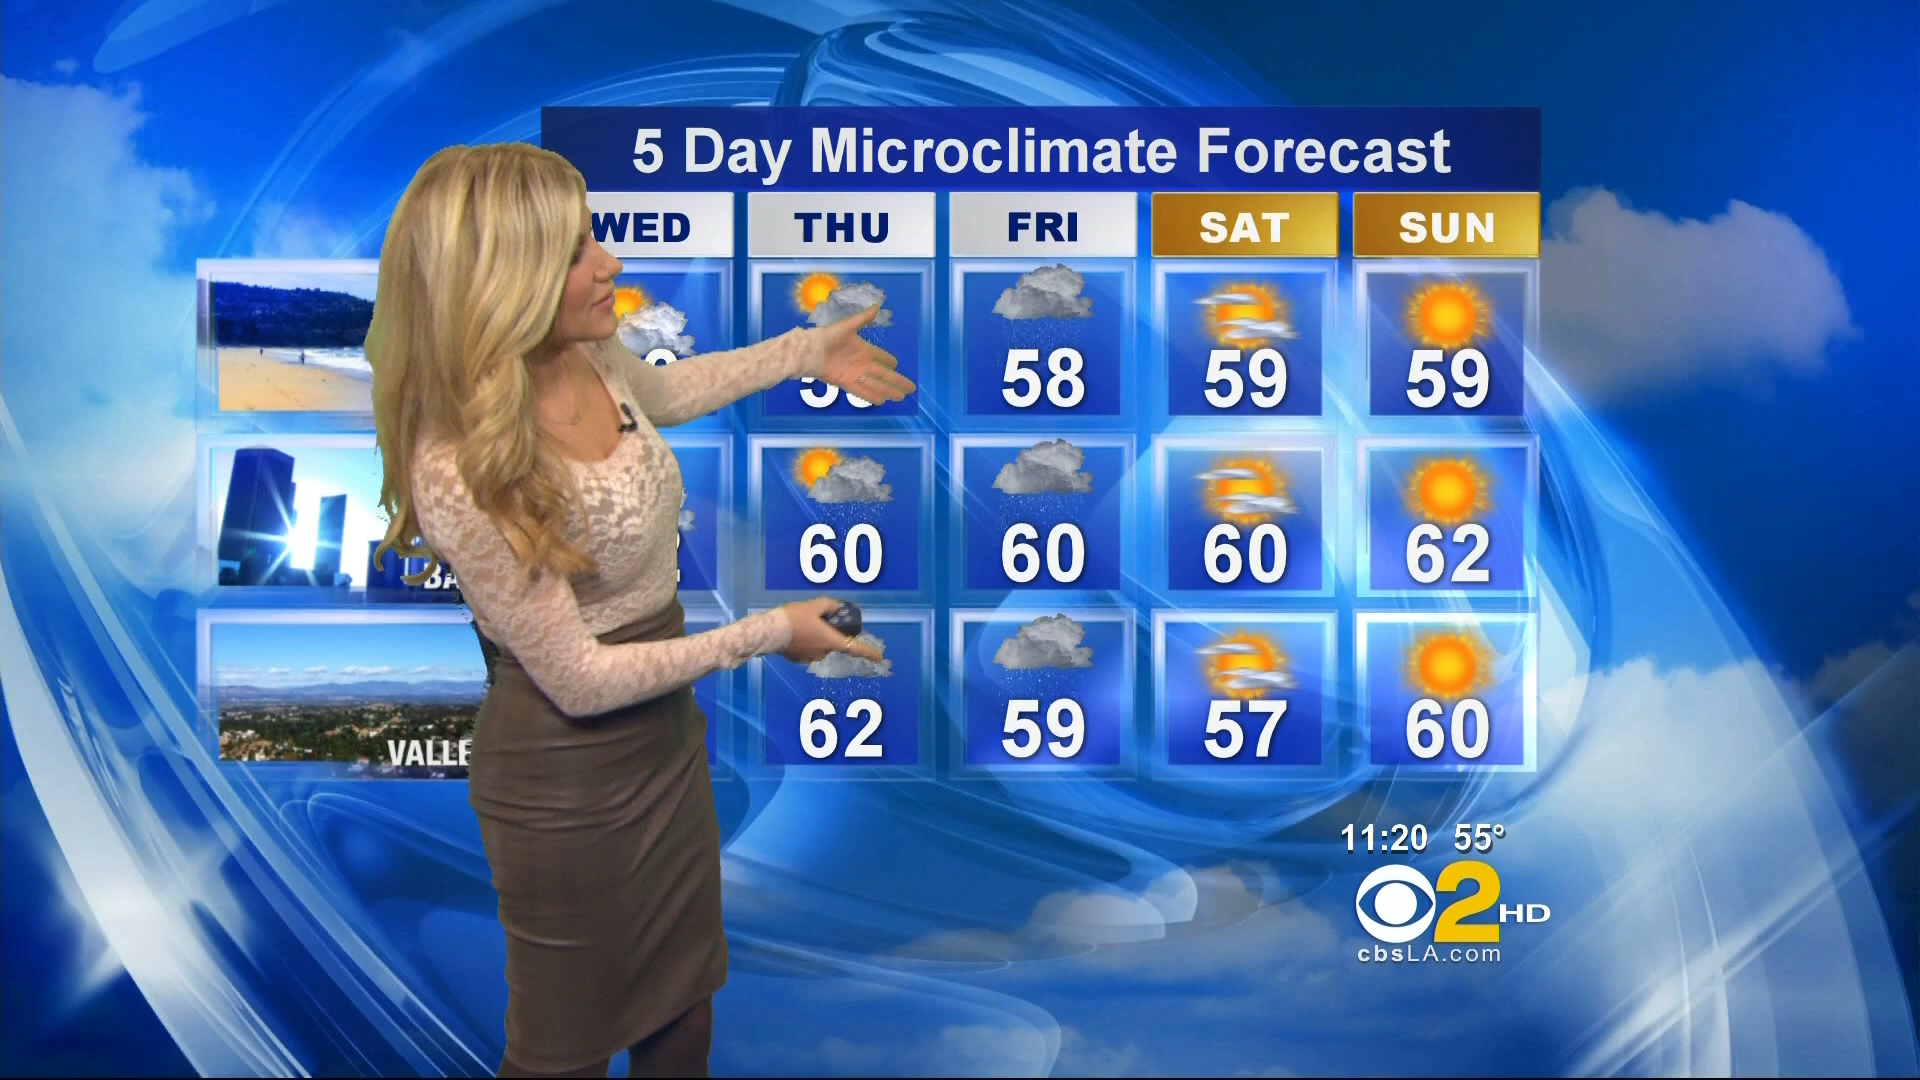 5 Day Microclimate Forecast
WED THU FRI SAT SUN
58 59 59
60 60 60 62
VALLE
62 59 57 60
11:20 55°
2 HD
cbsLA.com